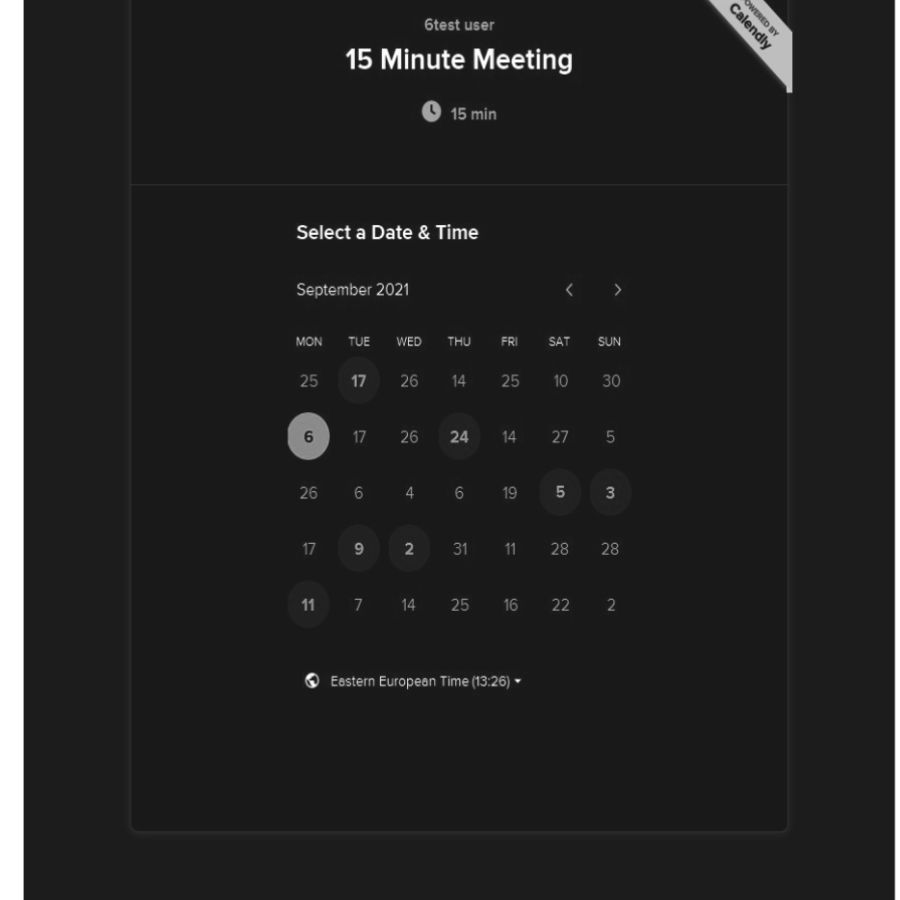 6test user
15 Minute Meeting
POWERED BY
Calendly
15 min
Select a Date & Time
September 2021
MON TUE WED THU FRI SAT SUN
25 17 26 14 25 10 30
6 17 26 24 14 27 5
26 6 4 6 19 5 3
17 9 2 31 11 28 28
11 7 14 25 16 22 2
Eastern European Time (13:26)